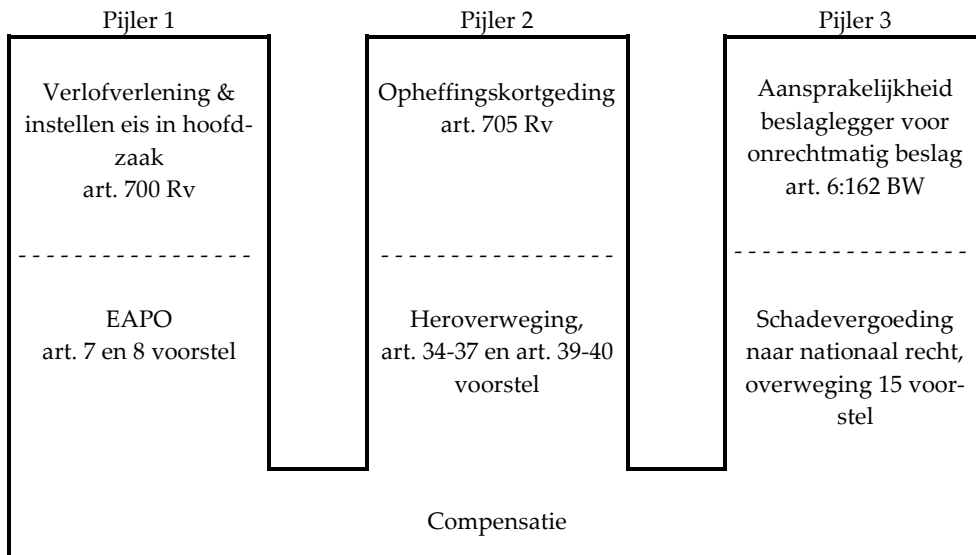 Pijler 1
Verlofverlening &
instellen eis in hoofd-
zaak
art. 700 Rv
EAPO
art. 7 en 8 voorstel
Pijler 2
Opheffingskortgeding
art. 705 Rv
Heroverweging,
art. 34-37 en art. 39-40
voorstel
Pijler 3
Aansprakelijkheid
beslaglegger voor
onrechtmatig beslag
art. 6:162 BW
Schadevergoeding
naar nationaal recht,
overweging 15 voor-
stel
Compensatie